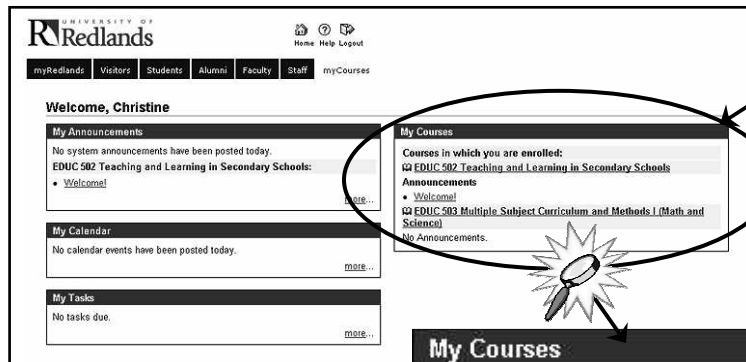 UNIVERSITY OF
Redlands
Home Help Logout
myRedlands Visitors Students Alumni Faculty Staff myCourses
Welcome, Christine
My Announcements
No system announcements have been posted today.
EDUC 502 Teaching and Learning in Secondary Schools:
• Welcome!
more...
My Calendar
No calendar events have been posted today.
more...
My Tasks
No tasks due.
more...
My Courses
Courses in which you are enrolled:
EDUC 502 Teaching and Learning in Secondary Schools
Announcements
• Welcome!
EDUC 503 Multiple Subject Curriculum and Methods I (Math and
Science)
No Announcements.
My Courses